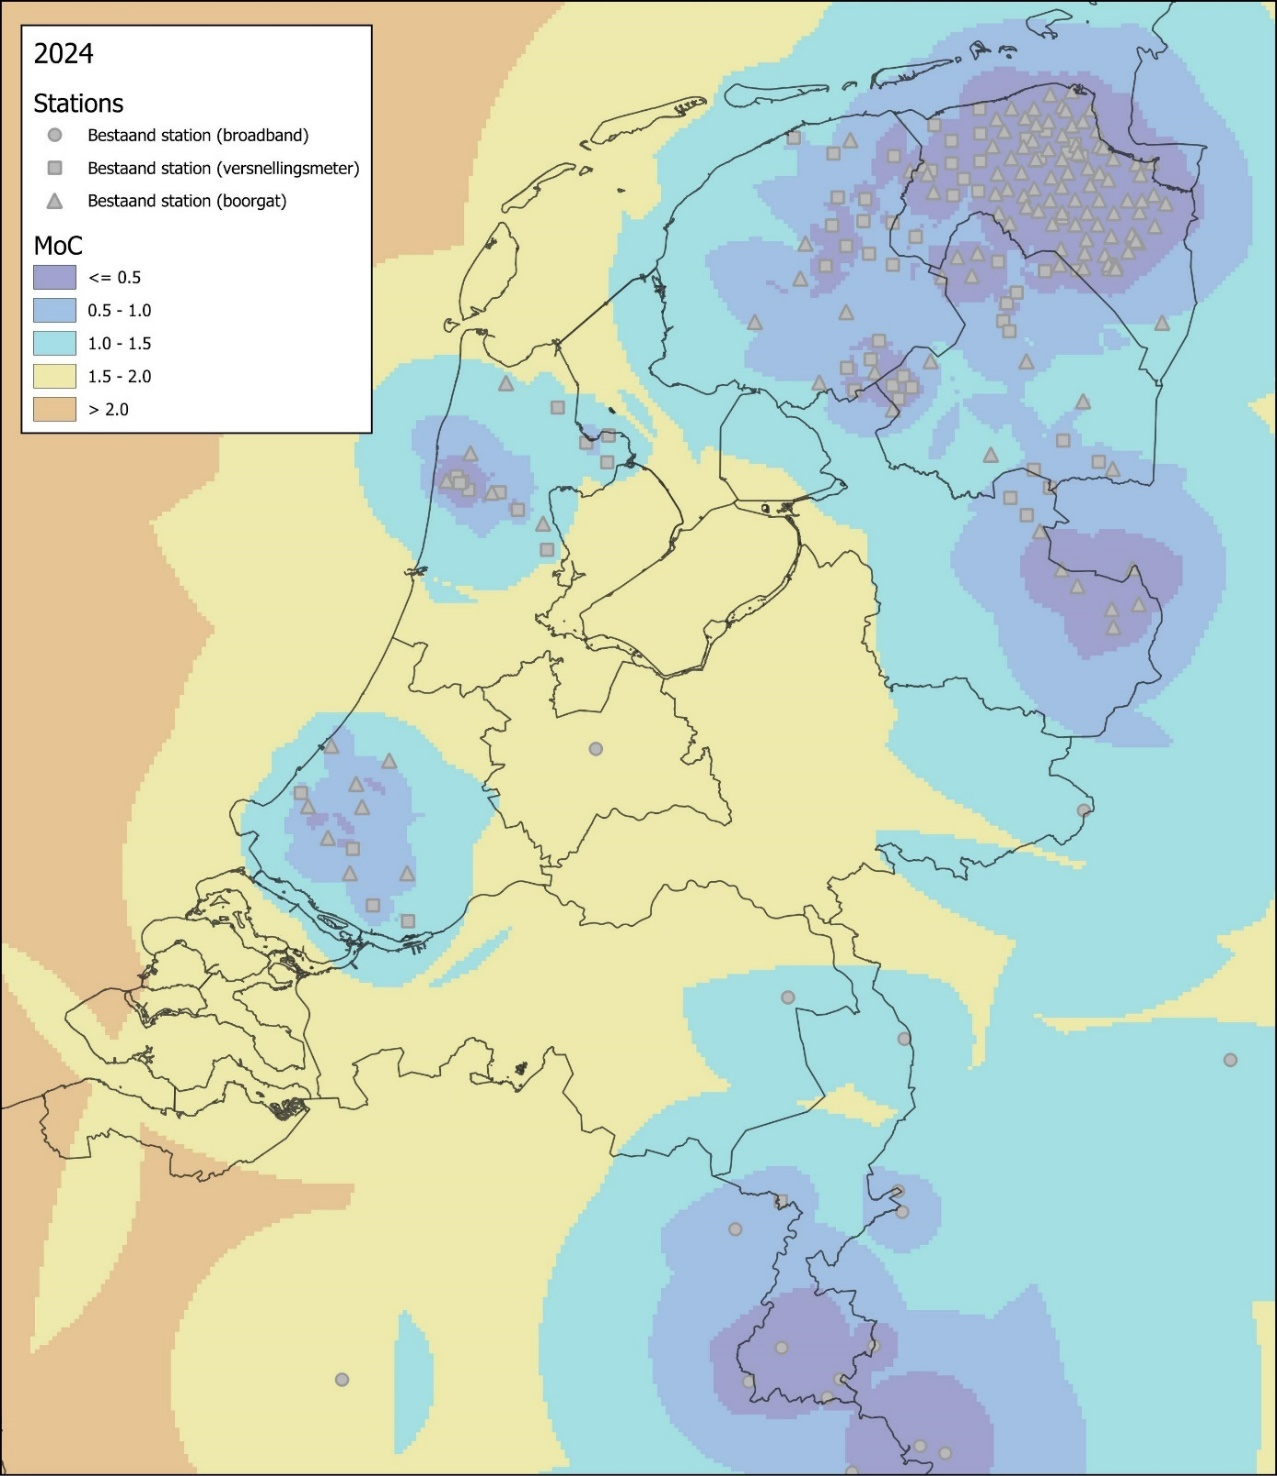 2024
Stations
Bestaand station (broadband)
Bestaand station (versnellingsmeter)
Bestaand station (boorgat)
MoC
<= 0.5
0.5 - 1.0
1.0 - 1.5
1.5 - 2.0
> 2.0